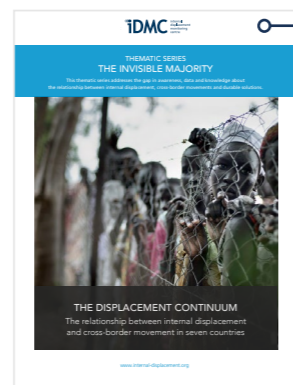 iDMC internal
displacement
monitoring
centre
THEMATIC SERIES
THE INVISIBLE MAJORITY
This thematic series addresses the gap in awareness, data and knowledge about
the relationship between internal displacement, cross-border movements and durable solutions.
THE DISPLACEMENT CONTINUUM
The relationship between internal displacement
and cross-border movement in seven countries
www.internal-displacement.org